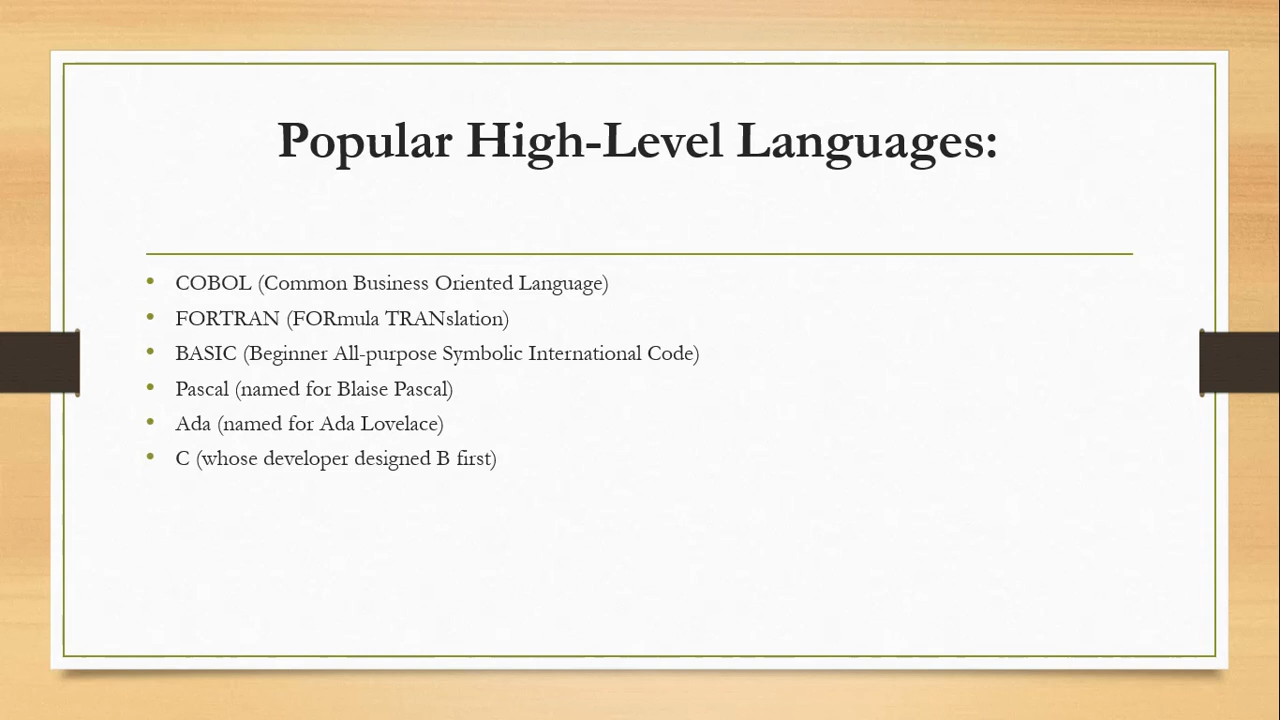 Popular High-Level Languages:
• COBOL (Common Business Oriented Language)
• FORTRAN (FORmula TRANslation)
• BASIC (Beginner All-purpose Symbolic International Code)
• Pascal (named for Blaise Pascal)
• Ada (named for Ada Lovelace)
• C (whose developer designed B first)